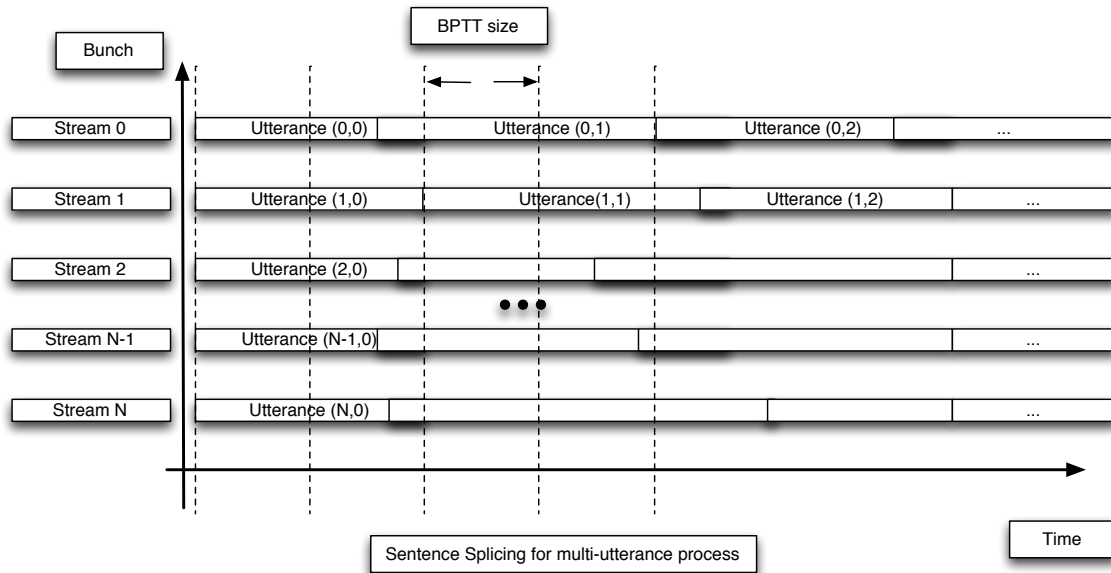 BPTT size
Bunch
Stream 0
Utterance (0,0)
Utterance (0,1)
Utterance (0,2)
...
Stream 1
Utterance (1,0)
Utterance(1,1)
Utterance (1,2)
...
Stream 2
Utterance (2,0)
...
Stream N-1
Utterance (N-1,0)
...
Stream N
Utterance (N,0)
...
Time
Sentence Splicing for multi-utterance process